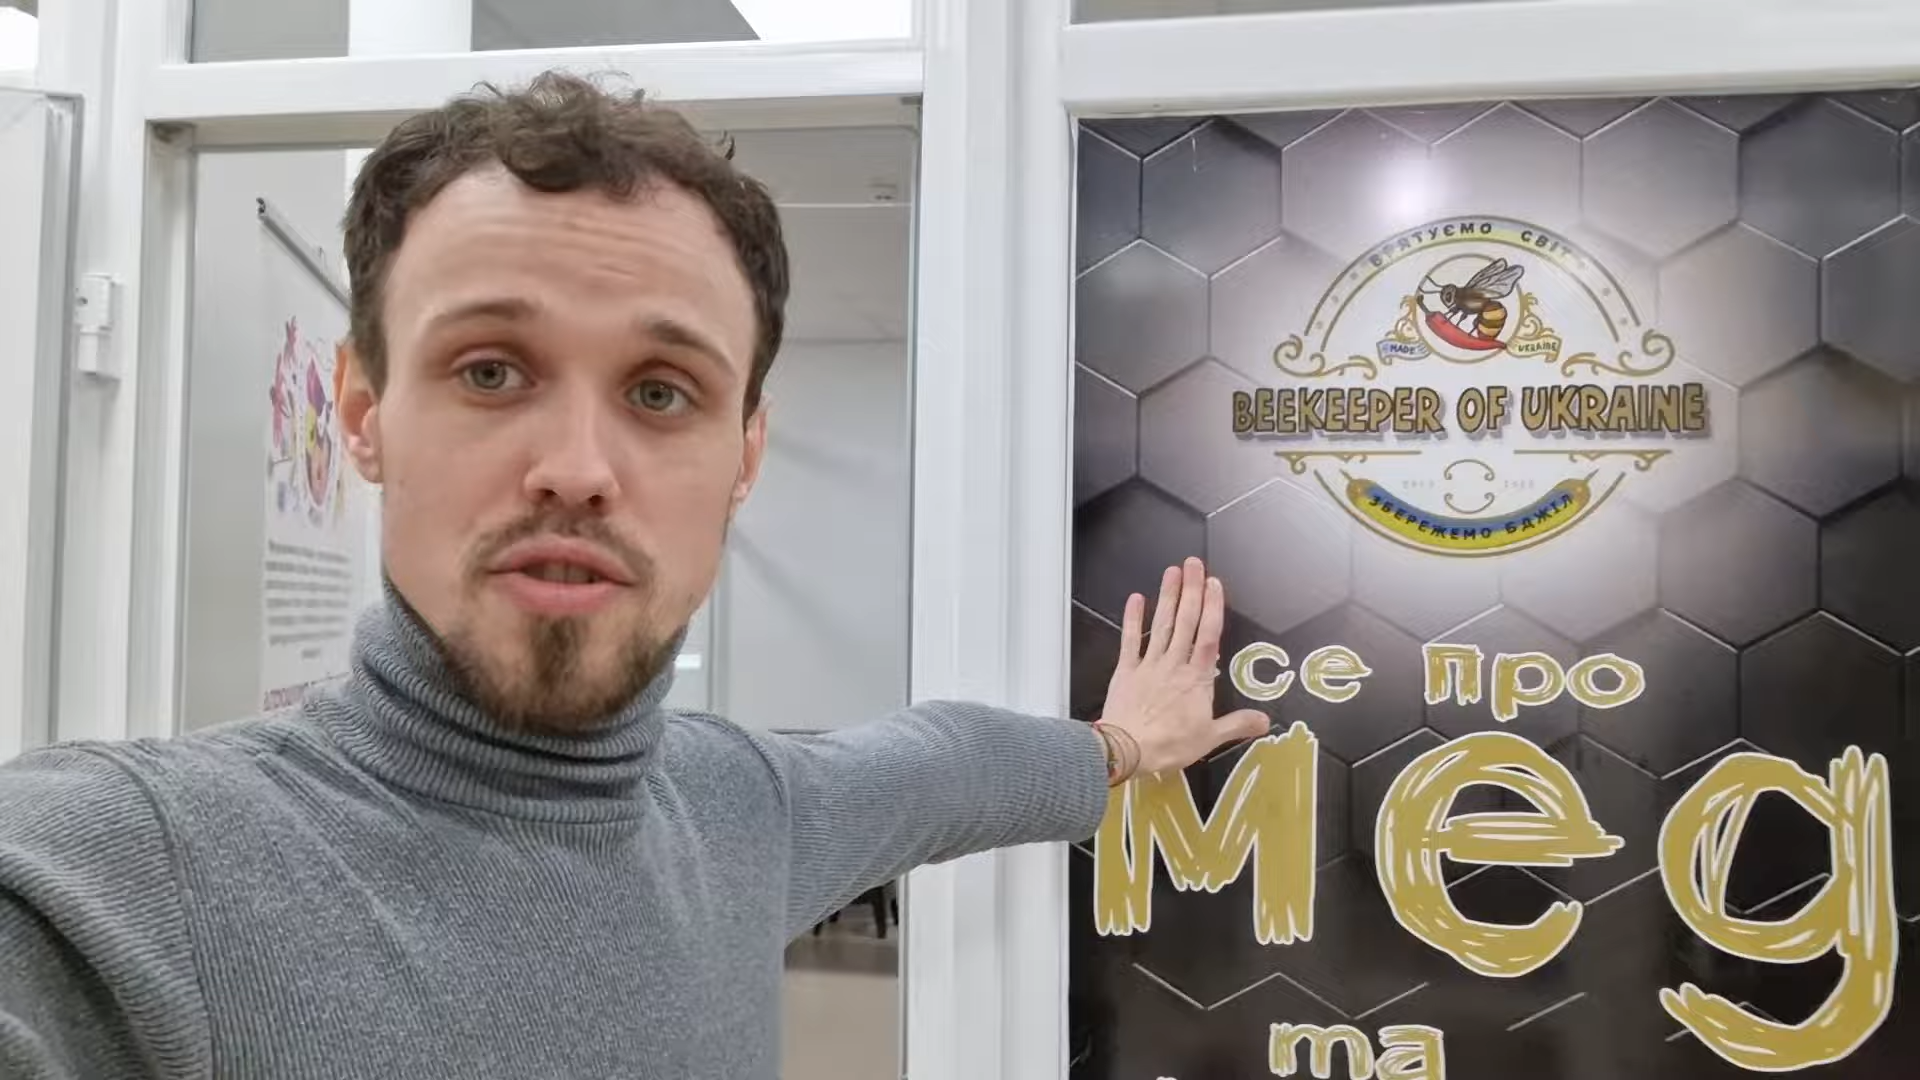 ВРЯТУЄМО СВІТ
MADE UKRAINE
BEEKEEPER OF UKRAINE
ЗБЕРЕЖЕМО БДЖІЛ
се про
мед
та